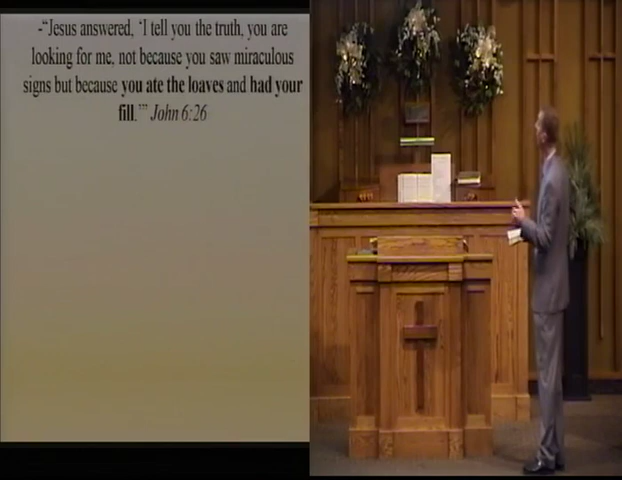 -“Jesus answered, ‘I tell you the truth, you are
looking for me, not because you saw miraculous
signs but because you ate the loaves and had your
fill.’” John 6:26